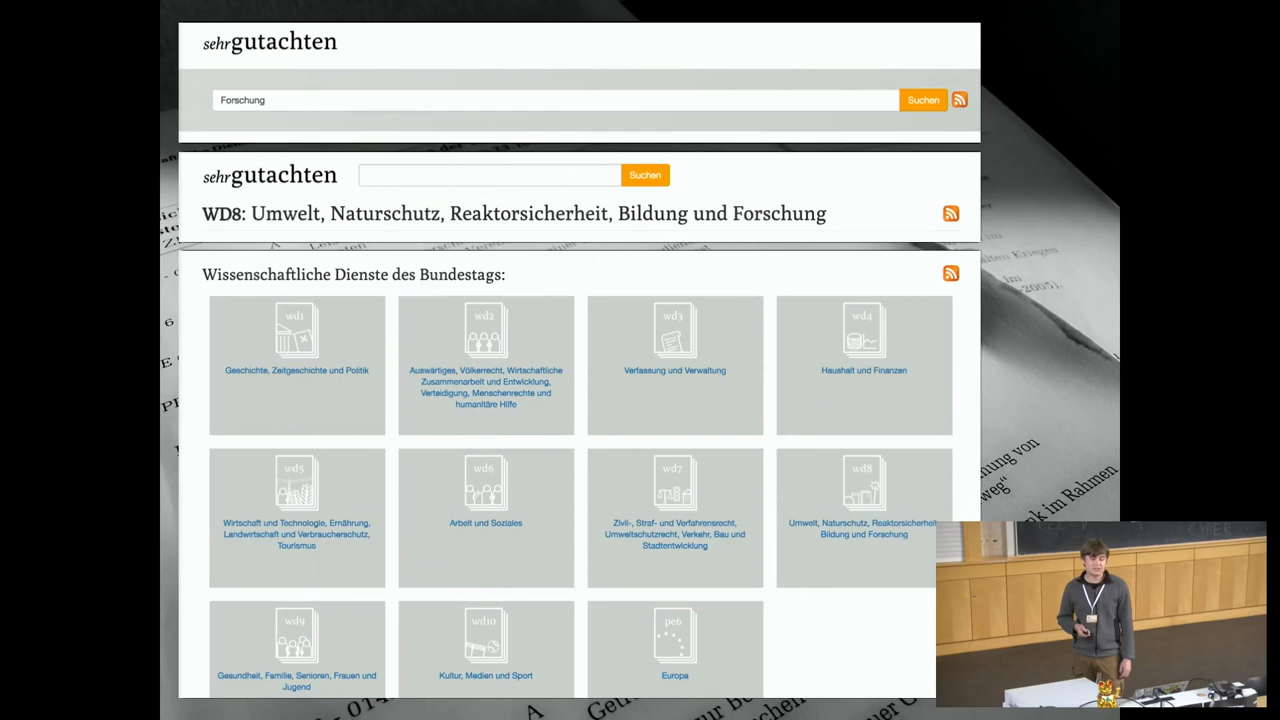 sehrgutachten
Forschung
Suchen
sehrgutachten
Suchen
WD8: Umwelt, Naturschutz, Reaktorsicherheit, Bildung und Forschung
Wissenschaftliche Dienste des Bundestags:
wd1
Geschichte, Zeitgeschichte und Politik
wd2
Auswärtiges, Völkerrecht, Wirtschaftliche
Zusammenarbeit und Entwicklung,
Verteidigung, Menschenrechte und
humanitäre Hilfe
wd3
Verfassung und Verwaltung
wd4
Haushalt und Finanzen
wd5
Wirtschaft und Technologie, Ernährung,
Landwirtschaft und Verbraucherschutz,
Tourismus
wd6
Arbeit und Soziales
wd7
Zivil-, Straf- und Verfahrensrecht,
Umweltschutzrecht, Verkehr, Bau und
Stadtentwicklung
wd8
Umwelt, Naturschutz, Reaktorsicherheit,
Bildung und Forschung
wd9
Gesundheit, Familie, Senioren, Frauen und
Jugend
wd10
Kultur, Medien und Sport
pe6
Europa
im Rahmen
CYBER